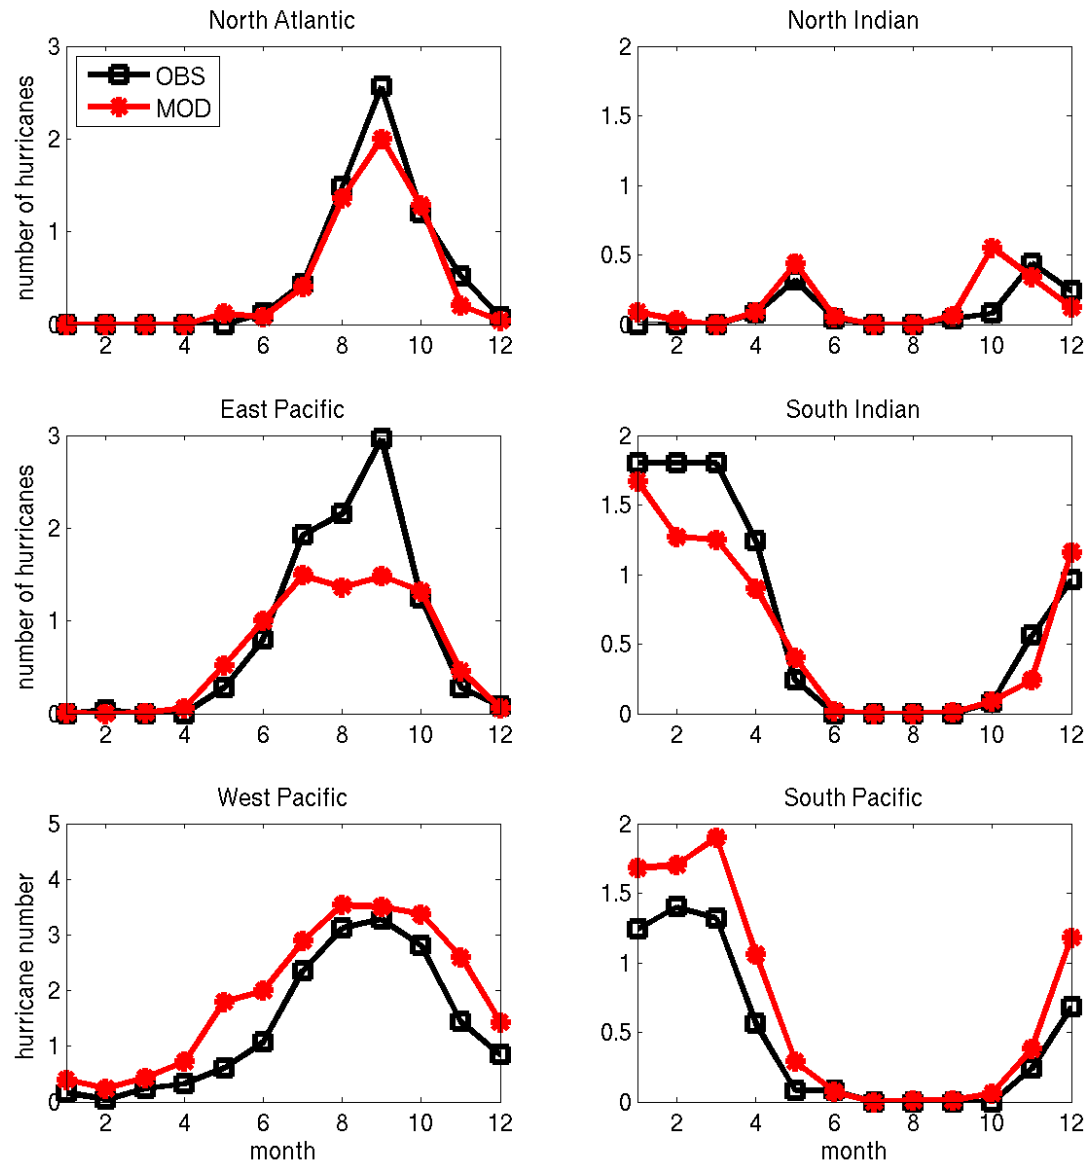 North Atlantic
3
2
1
0
2 4 6 8 10 12
number of hurricanes
OBS
MOD
North Indian
2
1.5
1
0.5
0
2 4 6 8 10 12
East Pacific
3
2
1
0
2 4 6 8 10 12
number of hurricanes
South Indian
2
1.5
1
0.5
0
2 4 6 8 10 12
West Pacific
5
4
3
2
1
0
2 4 6 8 10 12
hurricane number
month
South Pacific
2
1.5
1
0.5
0
2 4 6 8 10 12
month